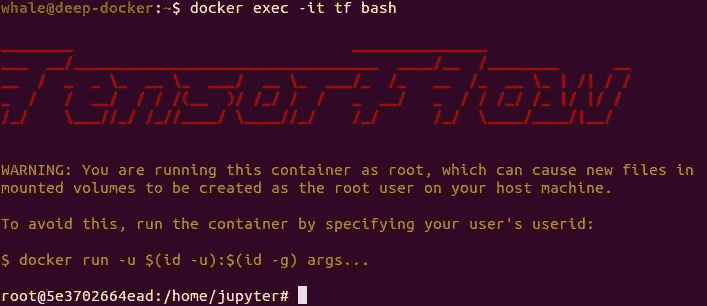 whale@deep-docker:~$ docker exec -it tf bash
TensorFlow
WARNING: You are running this container as root, which can cause new files in
mounted volumes to be created as the root user on your host machine.
To avoid this, run the container by specifying your user's userid:
$ docker run -u $(id -u):$(id -g) args...
root@5e3702664ead:/home/jupyter#